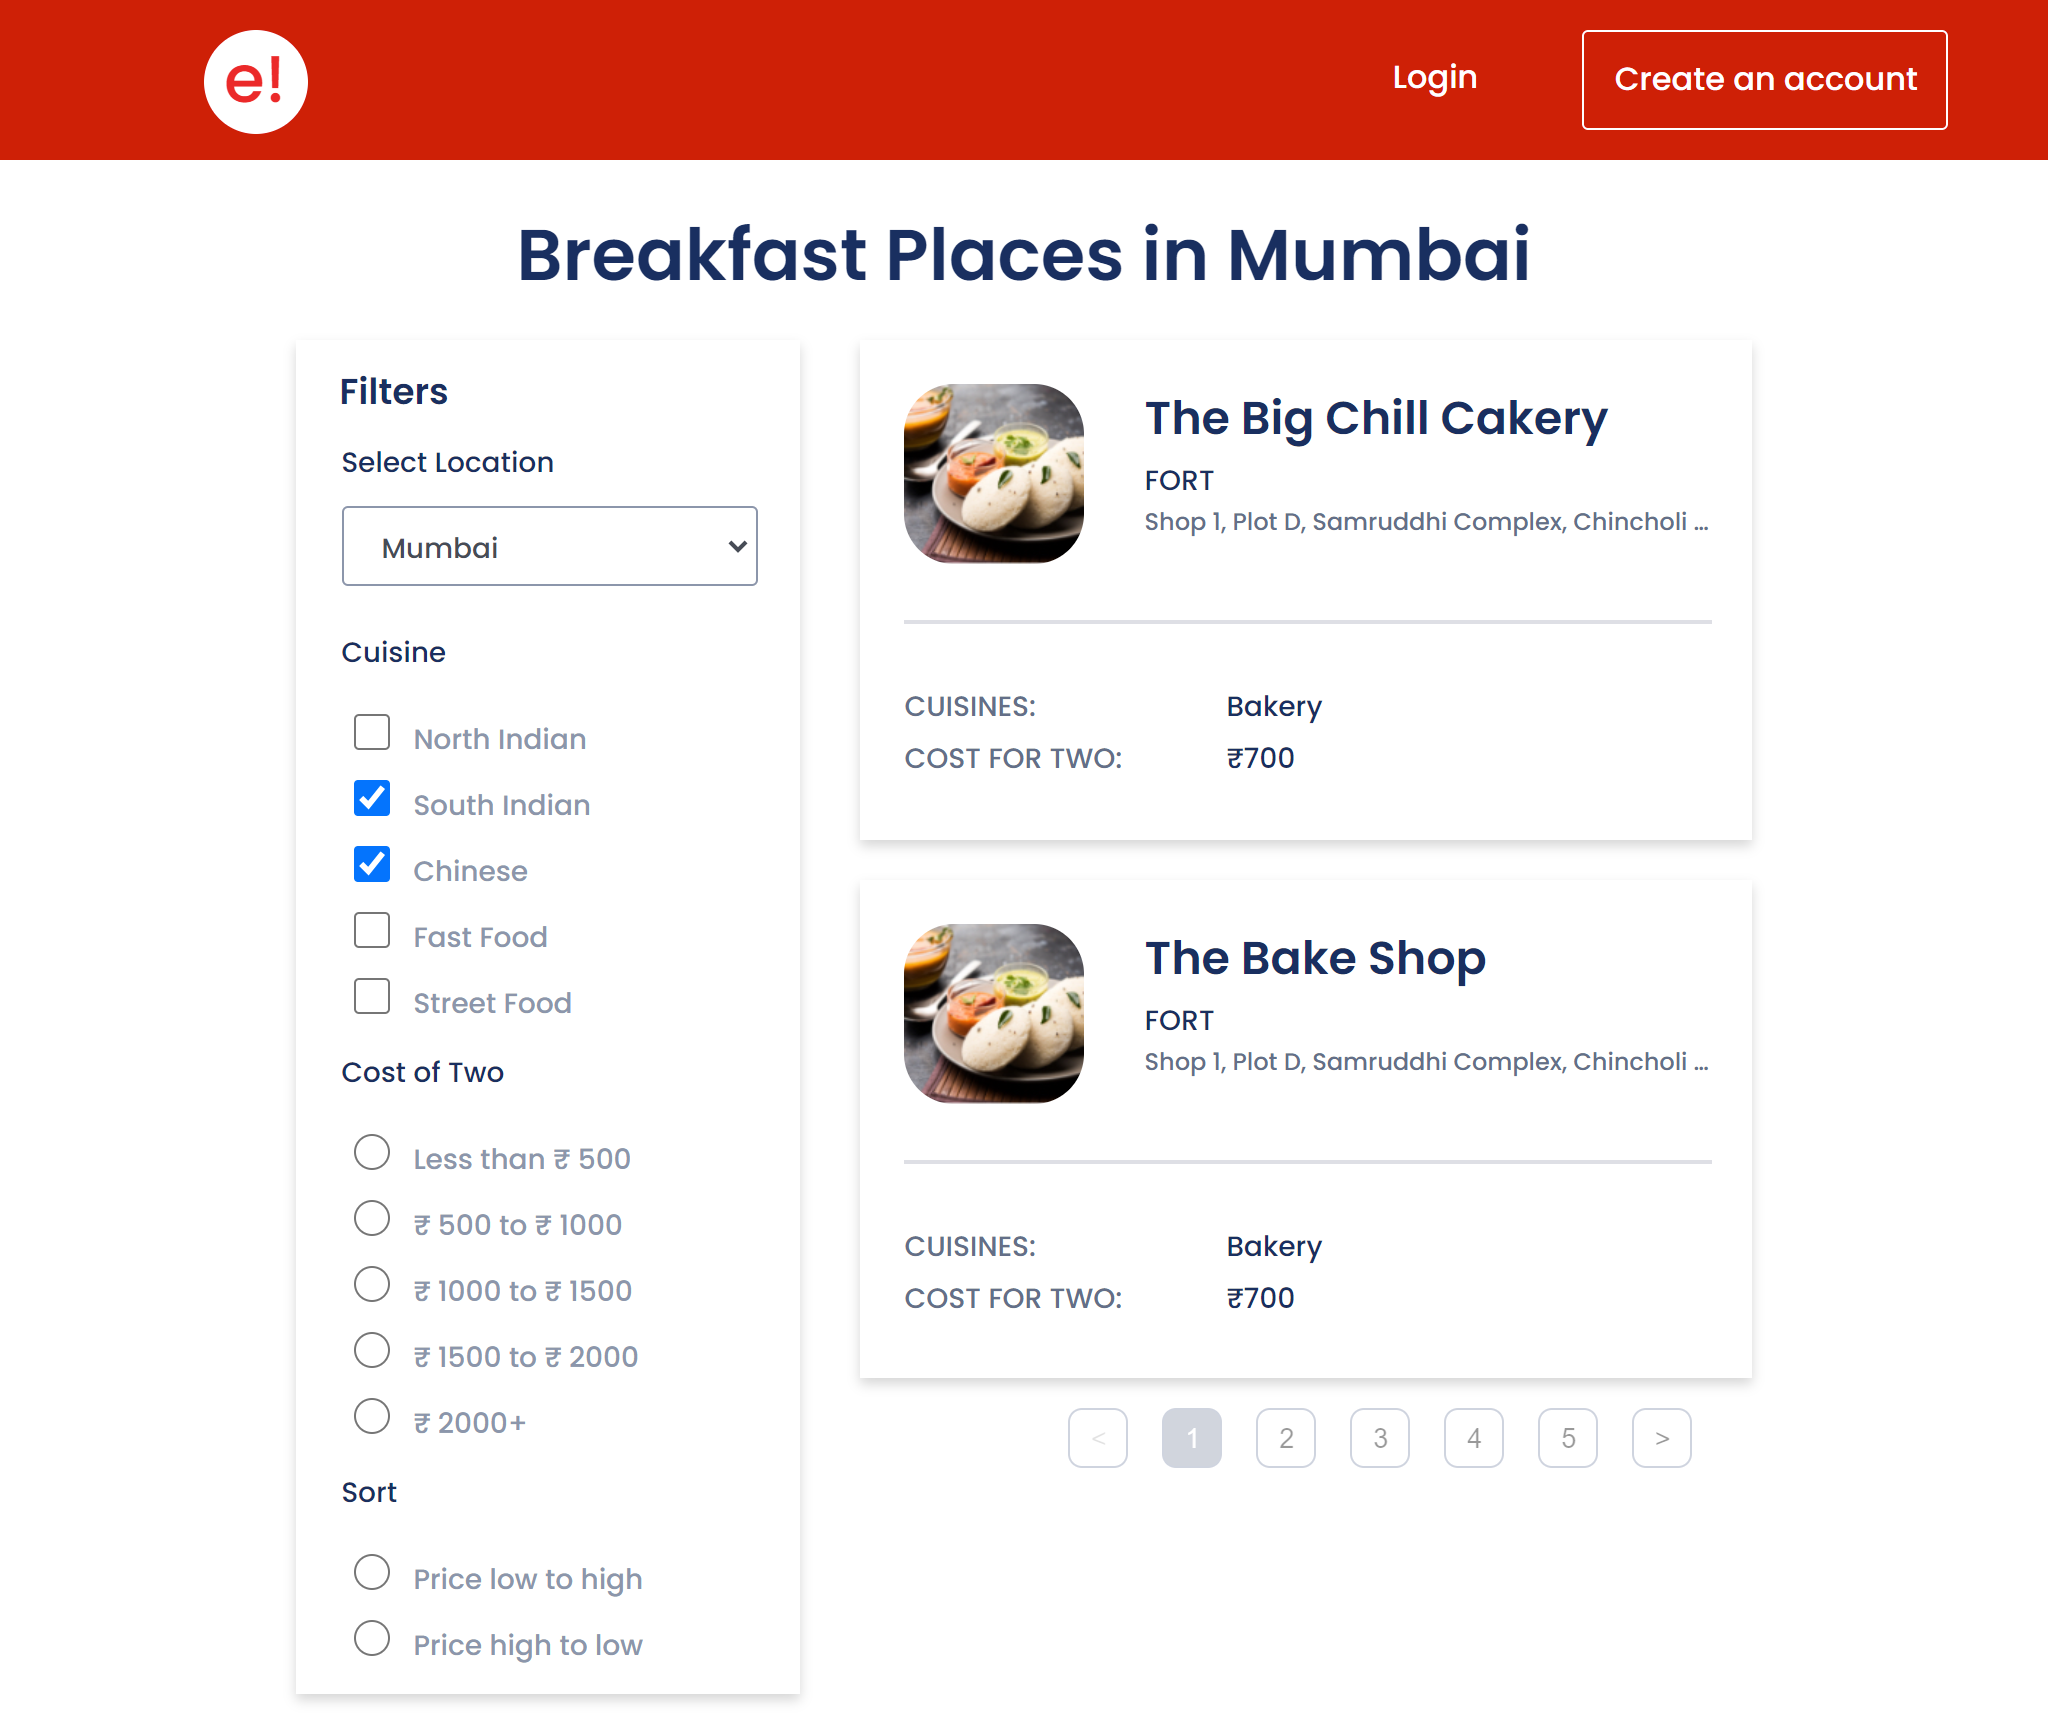 e!
Login
Create an account
Breakfast Places in Mumbai
Filters
Select Location
Mumbai
Cuisine
North Indian
South Indian
Chinese
Fast Food
Street Food
Cost of Two
Less than ₹ 500
₹ 500 to ₹ 1000
₹ 1000 to ₹ 1500
₹ 1500 to ₹ 2000
₹ 2000+
Sort
Price low to high
Price high to low
The Big Chill Cakery
FORT
Shop 1, Plot D, Samruddhi Complex, Chincholi ...
CUISINES: Bakery
COST FOR TWO: ₹700
The Bake Shop
FORT
Shop 1, Plot D, Samruddhi Complex, Chincholi ...
CUISINES: Bakery
COST FOR TWO: ₹700
< 1 2 3 4 5 >